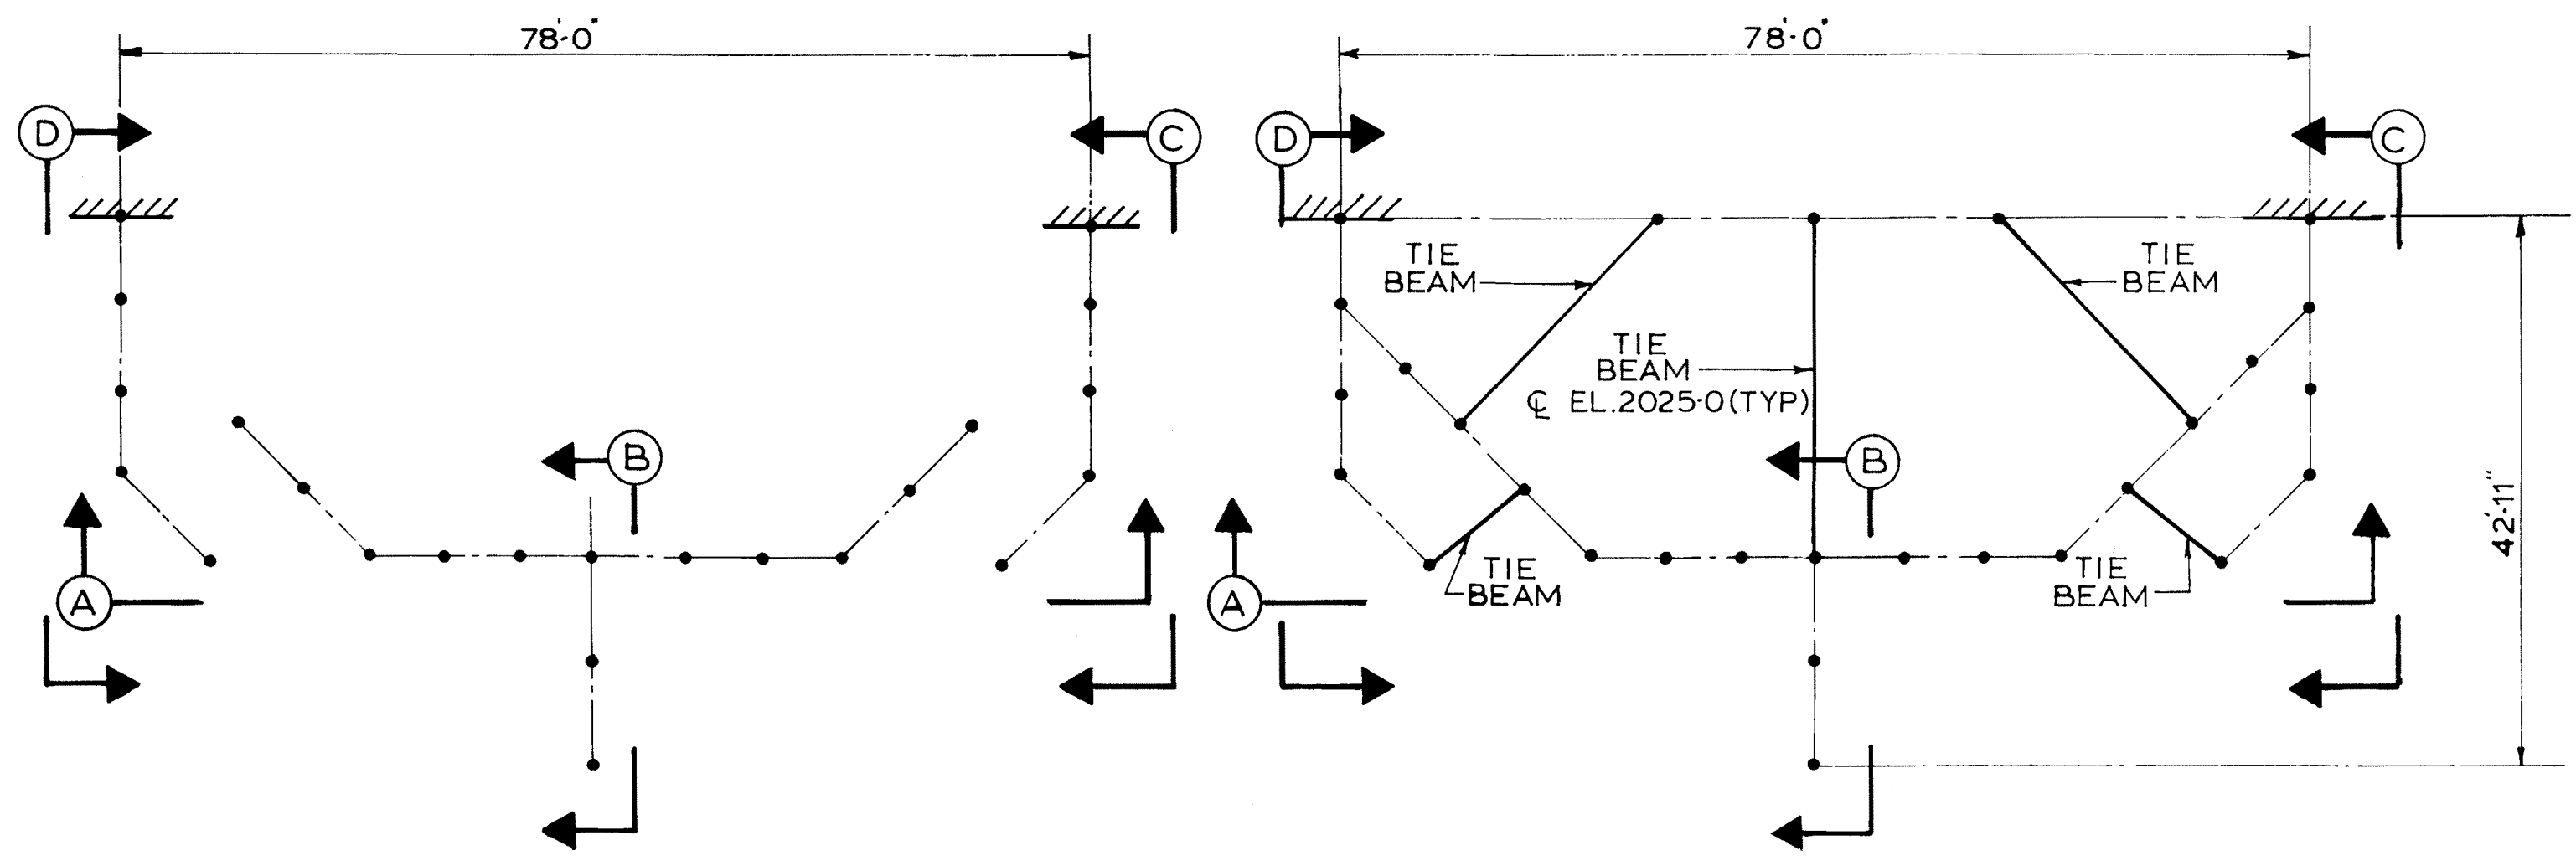 78'-0"
78'-0"
D
C
D
C
TIE
BEAM
TIE
BEAM
TIE
BEAM
℄ EL.2025-0(TYP)
B
B
42'-11"
A
A
TIE
BEAM
TIE
BEAM